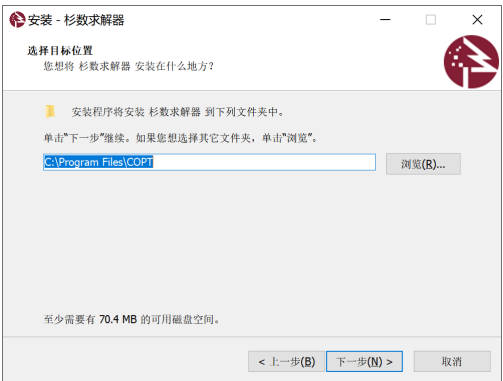 安装 - 杉数求解器
选择目标位置
您想将 杉数求解器 安装在什么地方?
安装程序将安装 杉数求解器 到下列文件夹中。
单击“下一步”继续。如果您想选择其它文件夹，单击“浏览”。
C:\Program Files\COPT
浏览(R)...
至少需要有 70.4 MB 的可用磁盘空间。
< 上一步(B) 下一步(N) > 取消